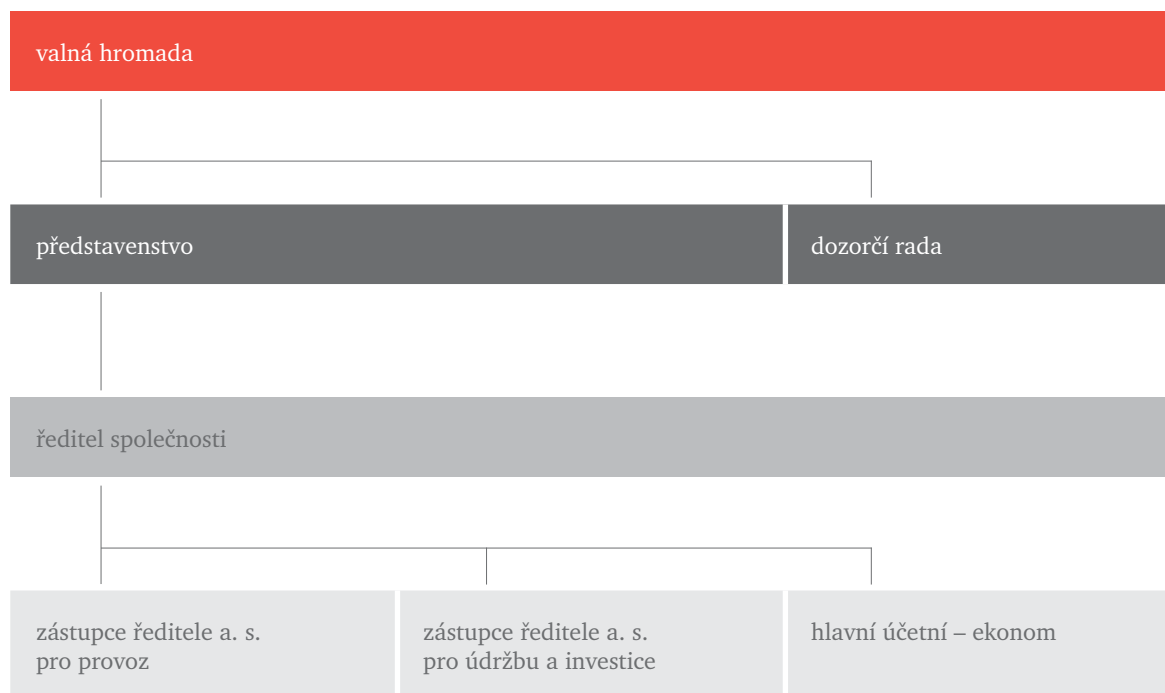 valná hromada
představenstvo
dozorčí rada
ředitel společnosti
zástupce ředitele a. s.
pro provoz
zástupce ředitele a. s.
pro údržbu a investice
hlavní účetní – ekonom